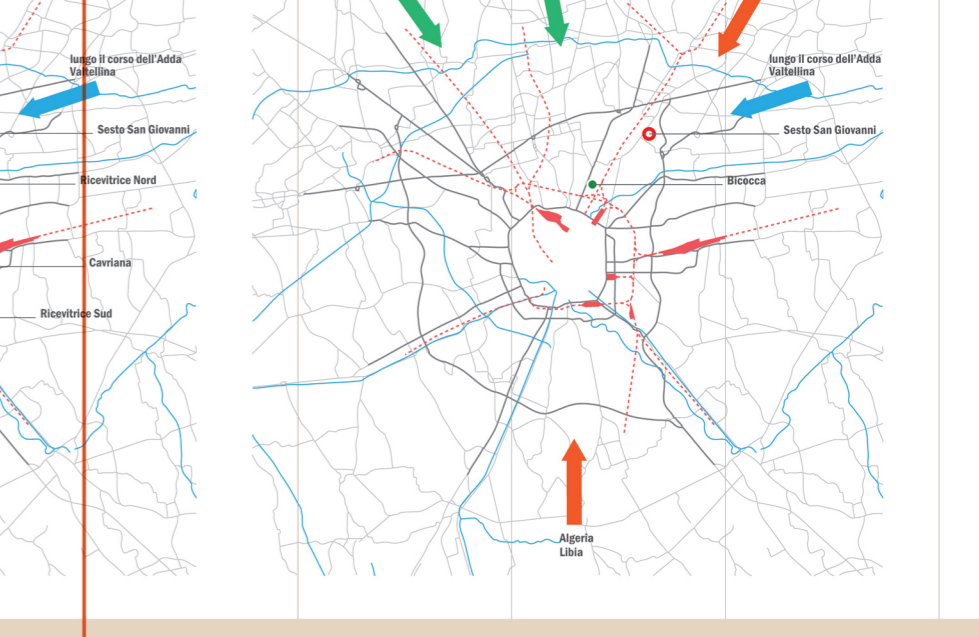 lungo il corso dell'Adda
Valtellina
Sesto San Giovanni
Ricevitrice Nord
Cavriana
Ricevitrice Sud
lungo il corso dell'Adda
Valtellina
Sesto San Giovanni
Bicocca
Algeria
Libia